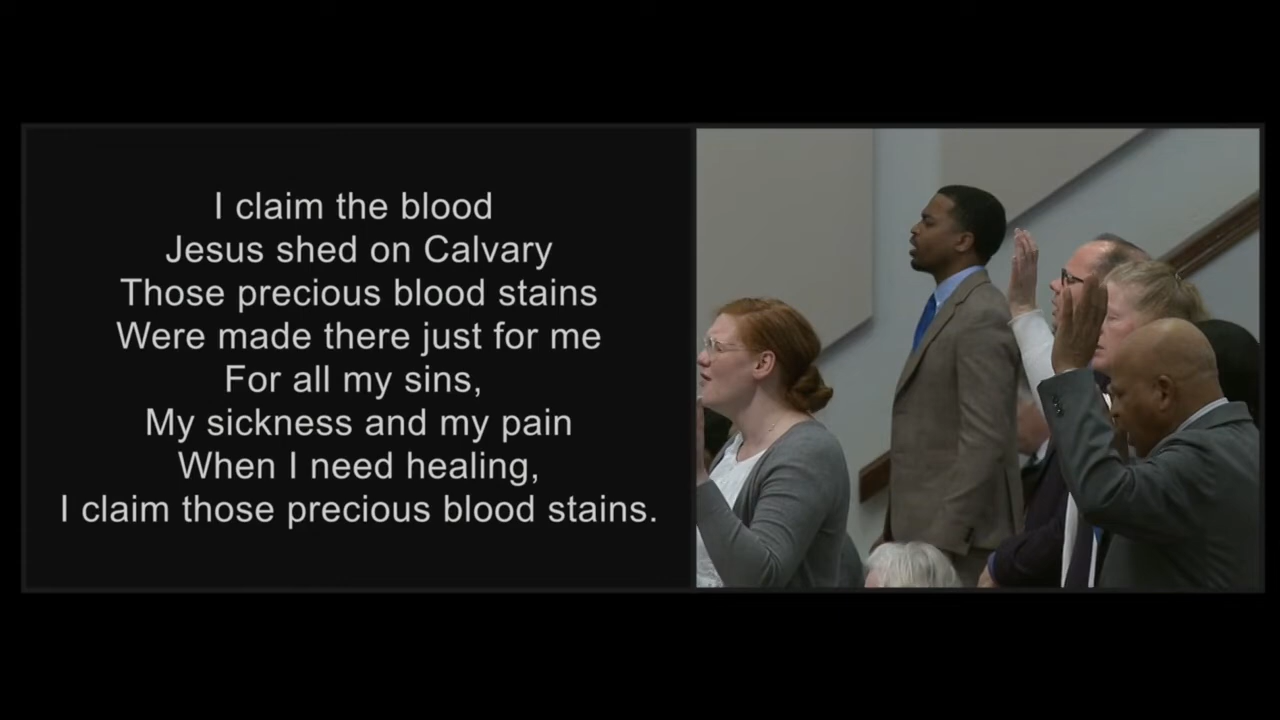 I claim the blood
Jesus shed on Calvary
Those precious blood stains
Were made there just for me
For all my sins,
My sickness and my pain
When I need healing,
I claim those precious blood stains.